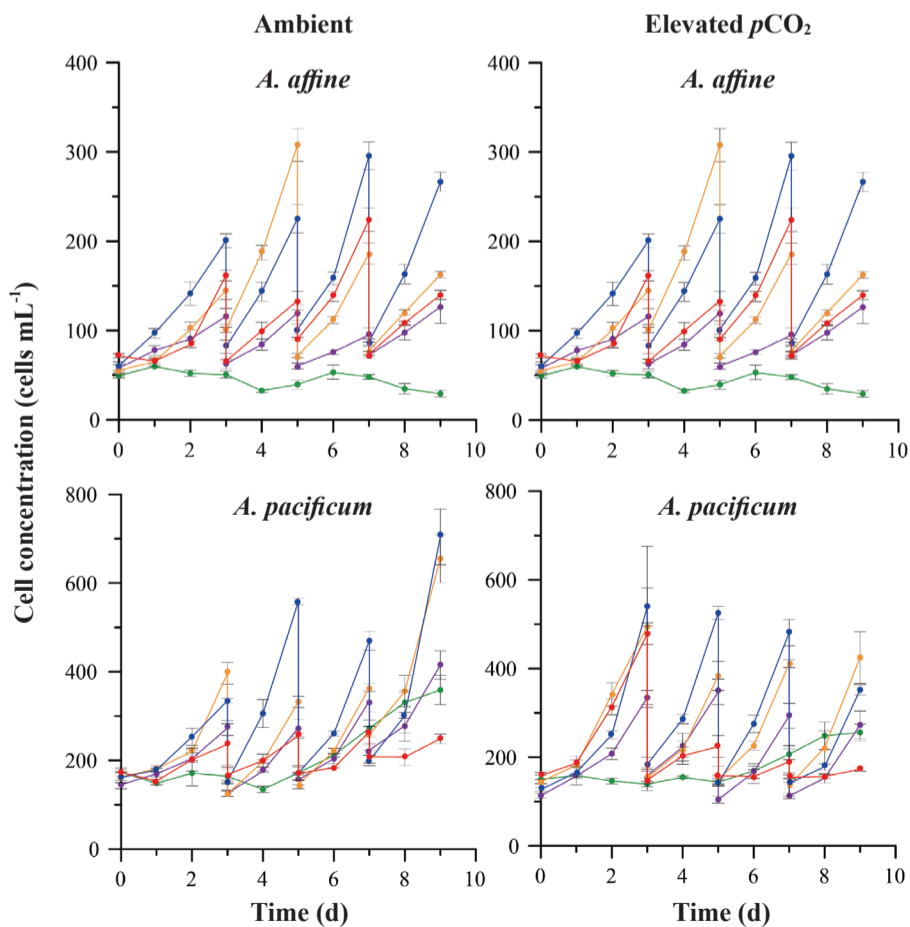 Ambient
Elevated pCO₂
A. affine
A. affine
400
300
200
100
0
0 2 4 6 8 10
400
300
200
100
0
0 2 4 6 8 10
Cell concentration (cells mL⁻¹)
A. pacificum
A. pacificum
800
600
400
200
0
0 2 4 6 8 10
800
600
400
200
0
0 2 4 6 8 10
Time (d)
Time (d)